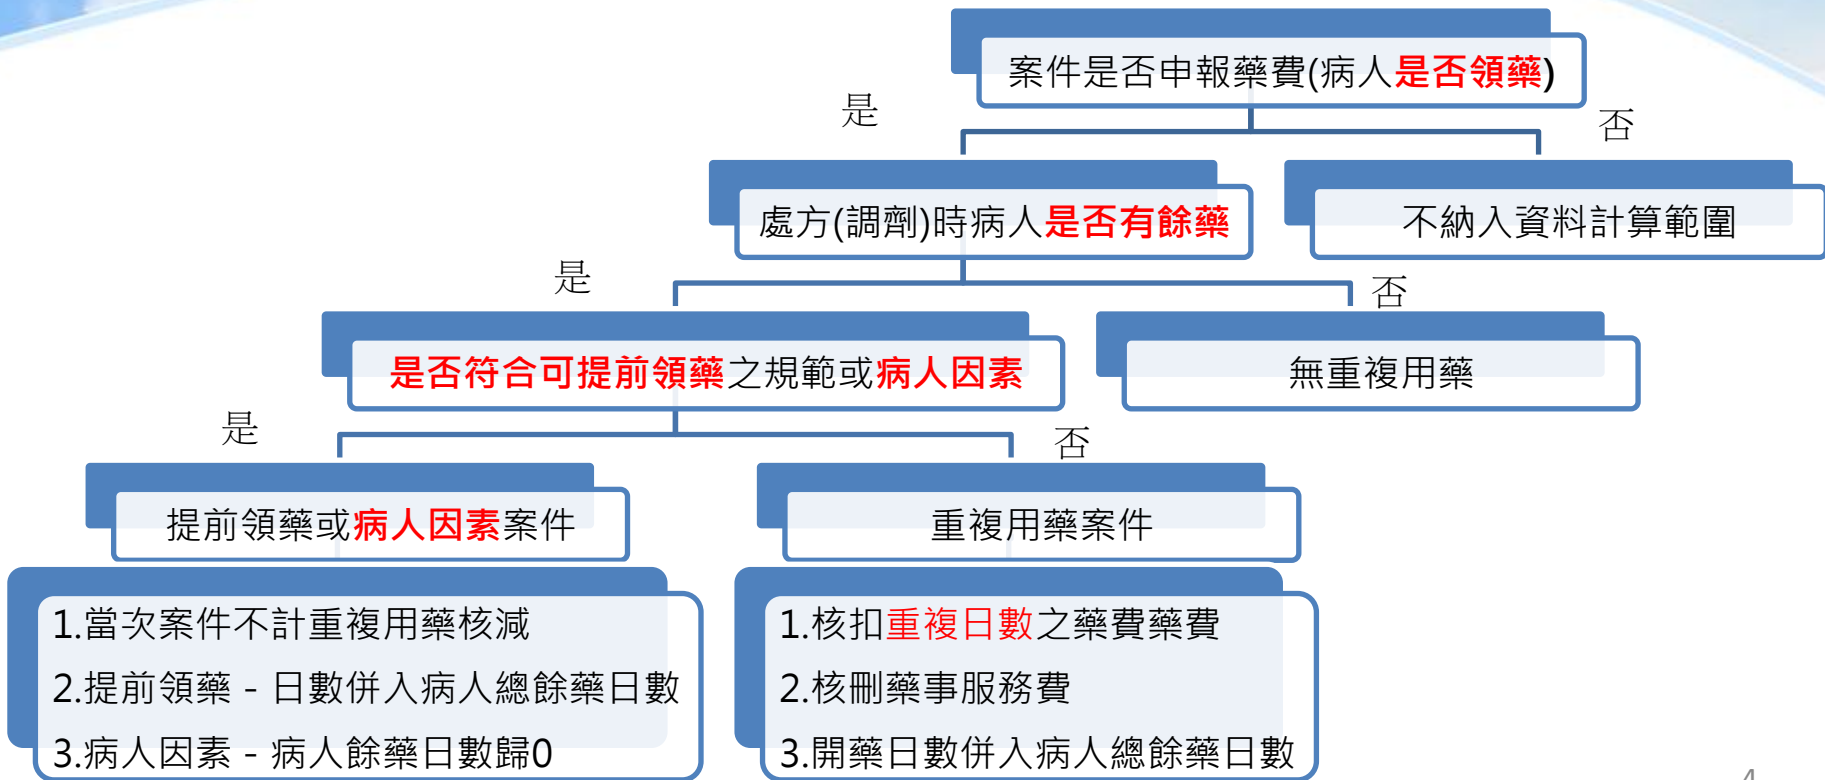 案件是否申報藥費(病人是否領藥)
是
否
處方(調劑)時病人是否有餘藥
不納入資料計算範圍
是
否
是否符合可提前領藥之規範或病人因素
無重複用藥
是
否
提前領藥或病人因素案件
重複用藥案件
1.當次案件不計重複用藥核減
2.提前領藥 - 日數併入病人總餘藥日數
3.病人因素 - 病人餘藥日數歸0
1.核扣重複日數之藥費藥費
2.核刪藥事服務費
3.開藥日數併入病人總餘藥日數
4